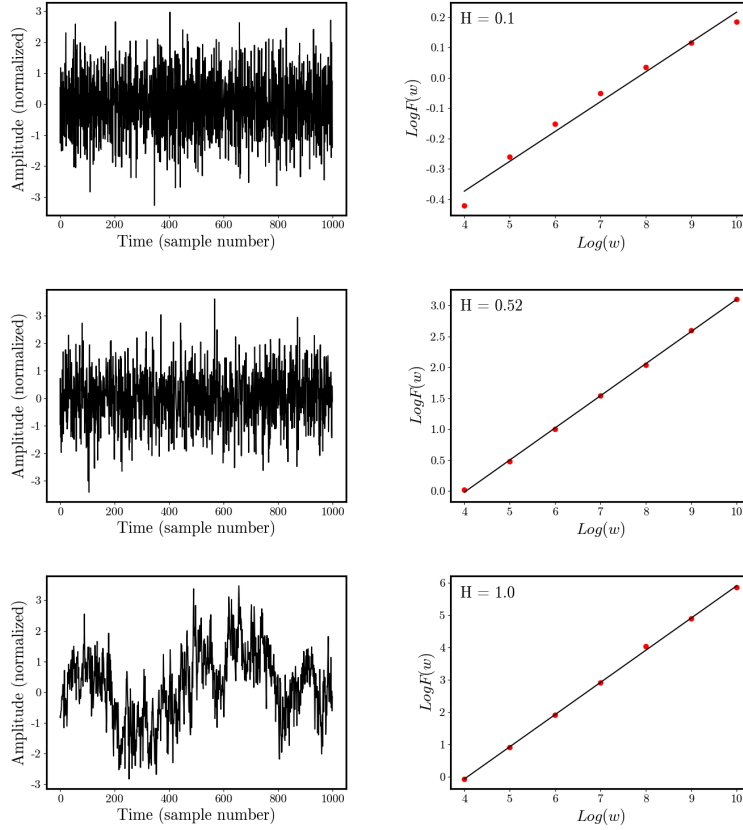 3
2
1
0
-1
-2
-3
Amplitude (normalized)
0 200 400 600 800 1000
Time (sample number)
H = 0.1
0.2
0.1
0.0
-0.1
-0.2
-0.3
-0.4
LogF(w)
4 5 6 7 8 9 10
Log(w)
3
2
1
0
-1
-2
-3
Amplitude (normalized)
0 200 400 600 800 1000
Time (sample number)
H = 0.52
3.0
2.5
2.0
1.5
1.0
0.5
0.0
LogF(w)
4 5 6 7 8 9 10
Log(w)
3
2
1
0
-1
-2
-3
Amplitude (normalized)
0 200 400 600 800 1000
Time (sample number)
H = 1.0
6
5
4
3
2
1
0
LogF(w)
4 5 6 7 8 9 10
Log(w)